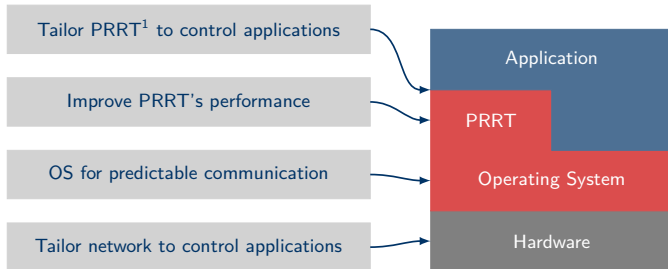 Tailor PRRT¹ to control applications
Improve PRRT's performance
OS for predictable communication
Tailor network to control applications
Application
PRRT
Operating System
Hardware